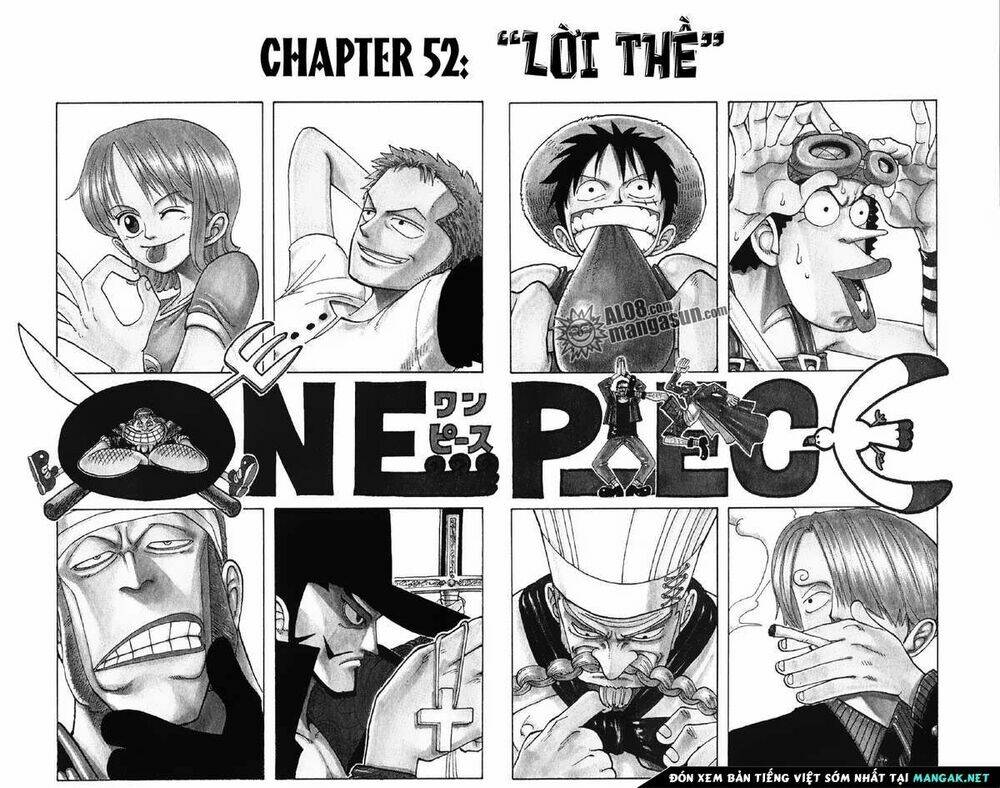 CHAPTER 52: “LỜI THỀ”
AL08.com
mangasun.com
ONE PIECE
ワン
ピース
ĐÓN XEM BẢN TIẾNG VIỆT SỚM NHẤT TẠI MANGAK.NET